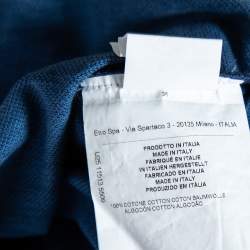 Etro Spa - Via Spartaco 3 - 20135 Milano - ITALIA
PRODOTTO IN ITALIA
MADE IN ITALY
FABRIQUÉ EN ITALIE
IN ITALIEN HERGESTELLT
FABRICADO EN ITALIA
MADE IN ITALY
PRODUZIDO EM ITÁLIA
100% COTONE COTTON COTON BAUMWOLLE
ALGODÓN COTTON ALGODÃO